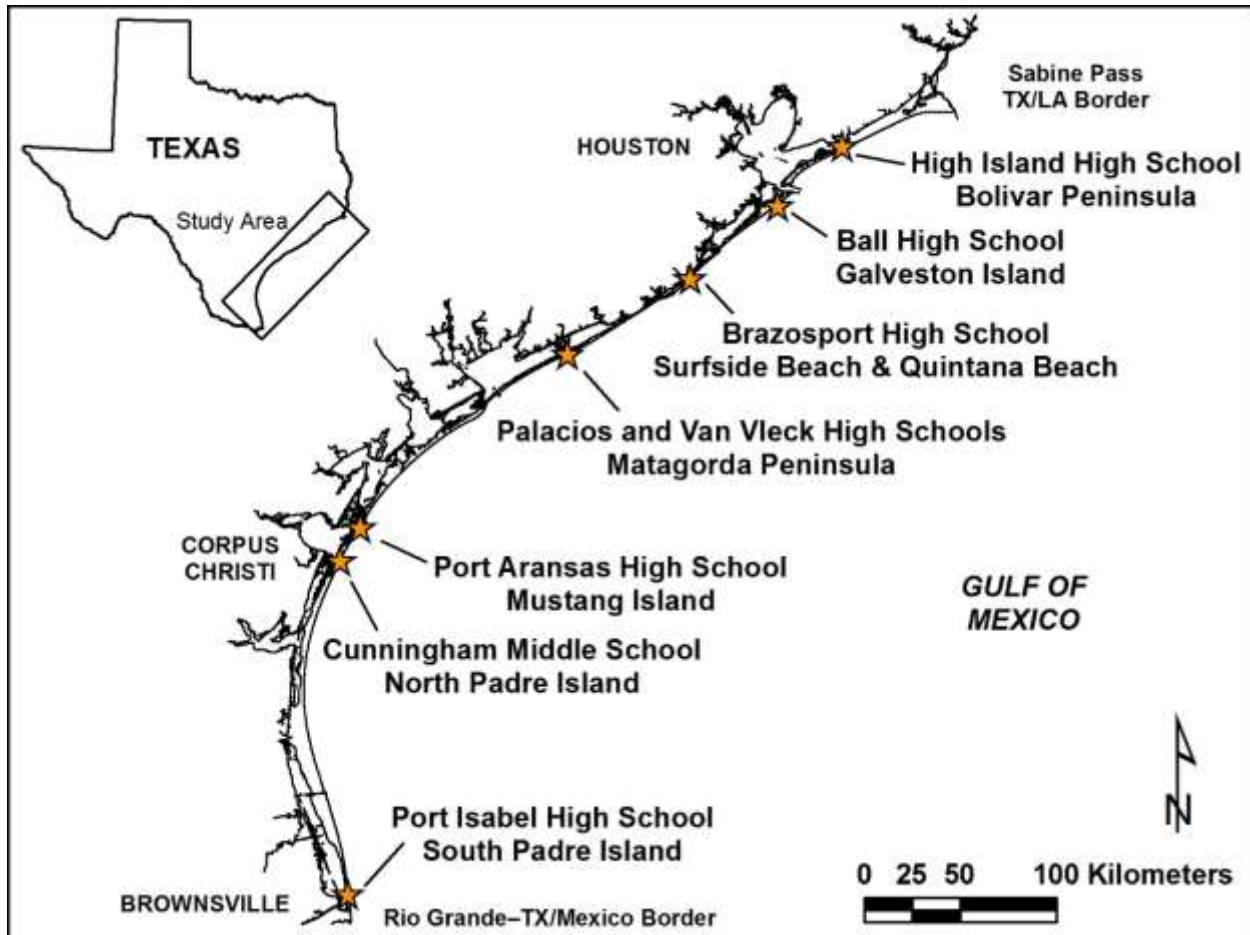 Sabine Pass
TX/LA Border
TEXAS
HOUSTON
High Island High School
Bolivar Peninsula
Study Area
Ball High School
Galveston Island
Brazosport High School
Surfside Beach & Quintana Beach
Palacios and Van Vleck High Schools
Matagorda Peninsula
CORPUS
CHRISTI
Port Aransas High School
Mustang Island
GULF OF
MEXICO
Cunningham Middle School
North Padre Island
N
Port Isabel High School
South Padre Island
0 25 50 100 Kilometers
BROWNSVILLE
Rio Grande–TX/Mexico Border